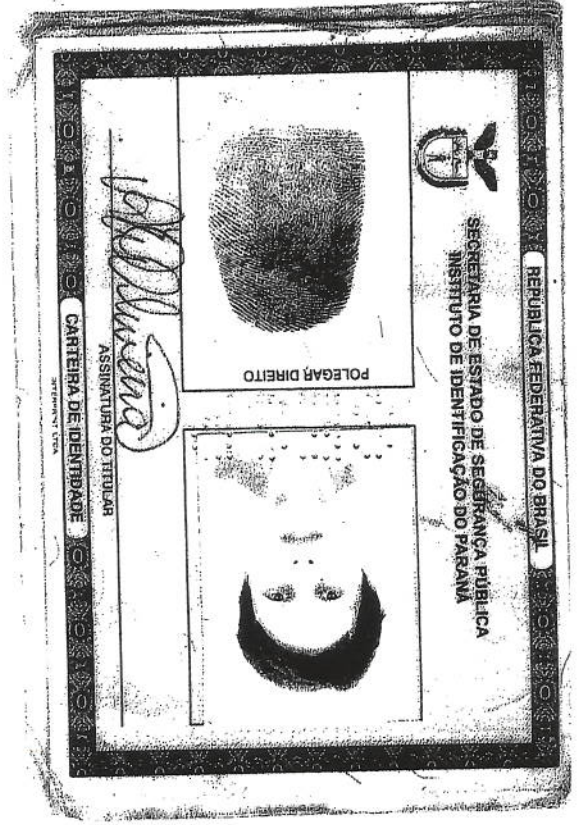 REPÚBLICA FEDERATIVA DO BRASIL
SECRETARIA DE ESTADO DE SEGURANÇA PÚBLICA
INSTITUTO DE IDENTIFICAÇÃO DO PARANÁ
POLEGAR DIREITO
ASSINATURA DO TITULAR
CARTEIRA DE IDENTIDADE